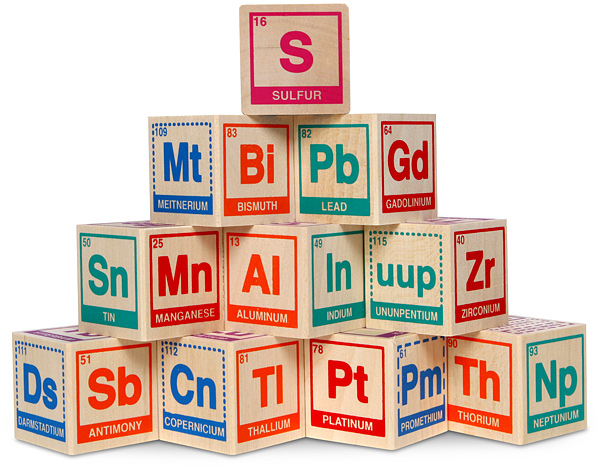 16
S
SULFUR
109
Mt
MEITNERIUM
83
Bi
BISMUTH
82
Pb
LEAD
64
Gd
GADOLINIUM
50
Sn
TIN
25
Mn
MANGANESE
13
Al
ALUMINUM
49
In
INDIUM
115
uup
UNUNPENTIUM
40
Zr
ZIRCONIUM
111
Ds
DARMSTADTIUM
51
Sb
ANTIMONY
112
Cn
COPERNICIUM
81
Tl
THALLIUM
78
Pt
PLATINUM
61
Pm
PROMETHIUM
90
Th
THORIUM
93
Np
NEPTUNIUM